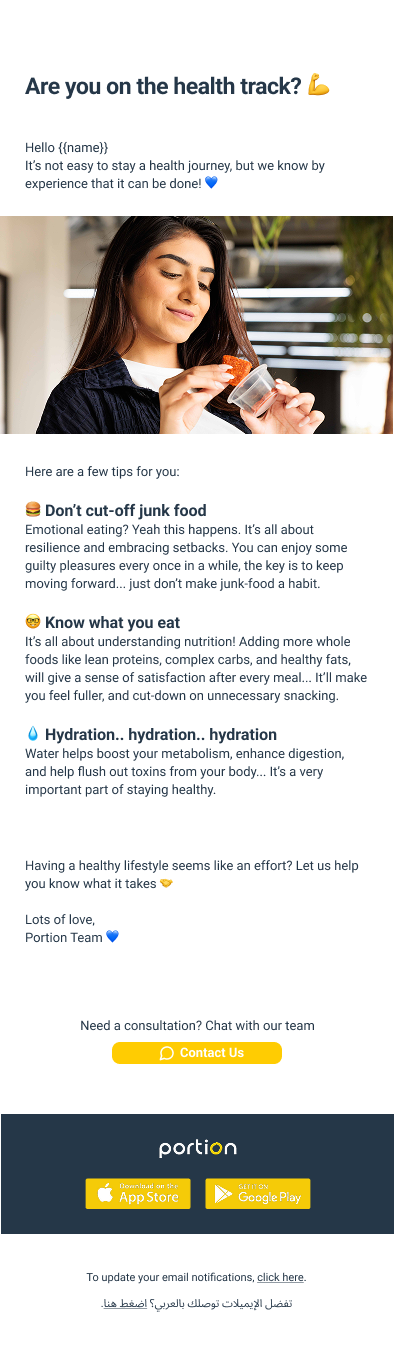 Are you on the health track? 💪
Hello {{name}}
It's not easy to stay a health journey, but we know by
experience that it can be done! 💙
Here are a few tips for you:
🍔 Don't cut-off junk food
Emotional eating? Yeah this happens. It's all about
resilience and embracing setbacks. You can enjoy some
guilty pleasures every once in a while, the key is to keep
moving forward... just don't make junk-food a habit.
🤓 Know what you eat
It's all about understanding nutrition! Adding more whole
foods like lean proteins, complex carbs, and healthy fats,
will give a sense of satisfaction after every meal... It'll make
you feel fuller, and cut-down on unnecessary snacking.
💧 Hydration.. hydration.. hydration
Water helps boost your metabolism, enhance digestion,
and help flush out toxins from your body... It's a very
important part of staying healthy.
Having a healthy lifestyle seems like an effort? Let us help
you know what it takes 🤝
Lots of love,
Portion Team 💙
Need a consultation? Chat with our team
Contact Us
portion
Download on the
App Store
GET IT ON
Google Play
To update your email notifications, click here.
تفضل الإيميلات توصلك بالعربي؟ اضغط هنا.